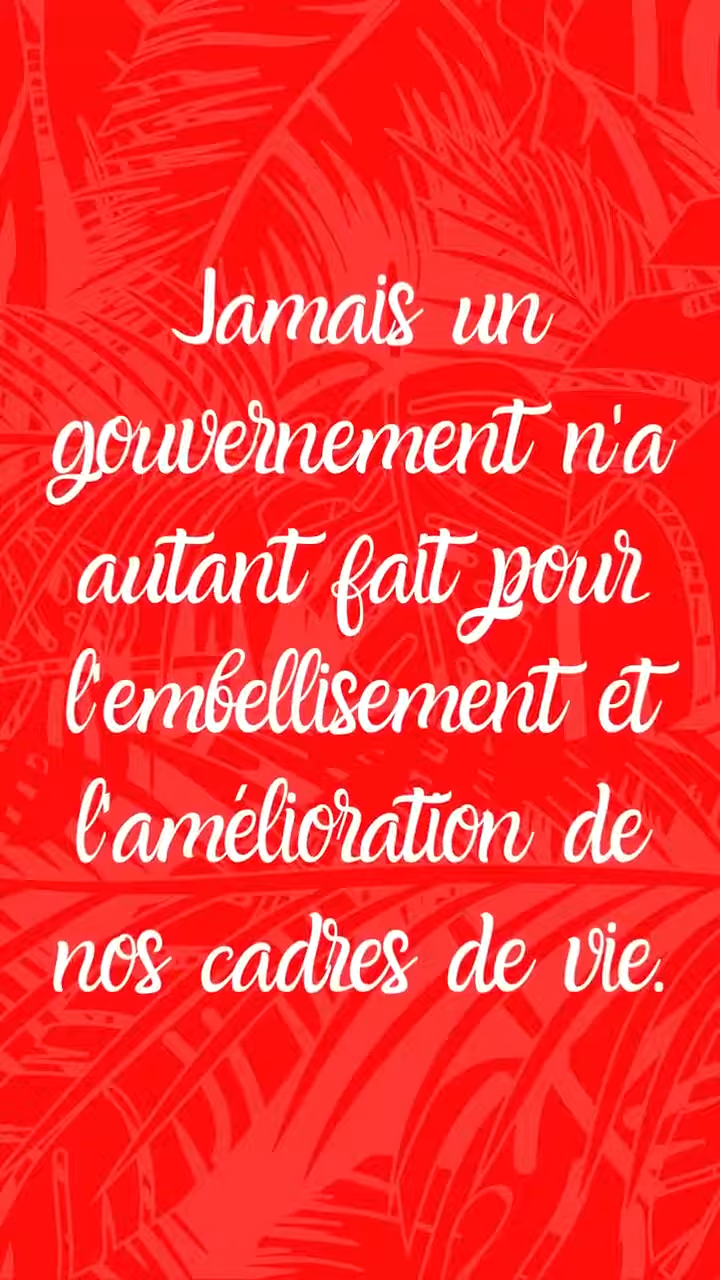 Jamais un
gouvernement n'a
autant fait pour
l'embellisement et
l'amélioration de
nos cadres de vie.